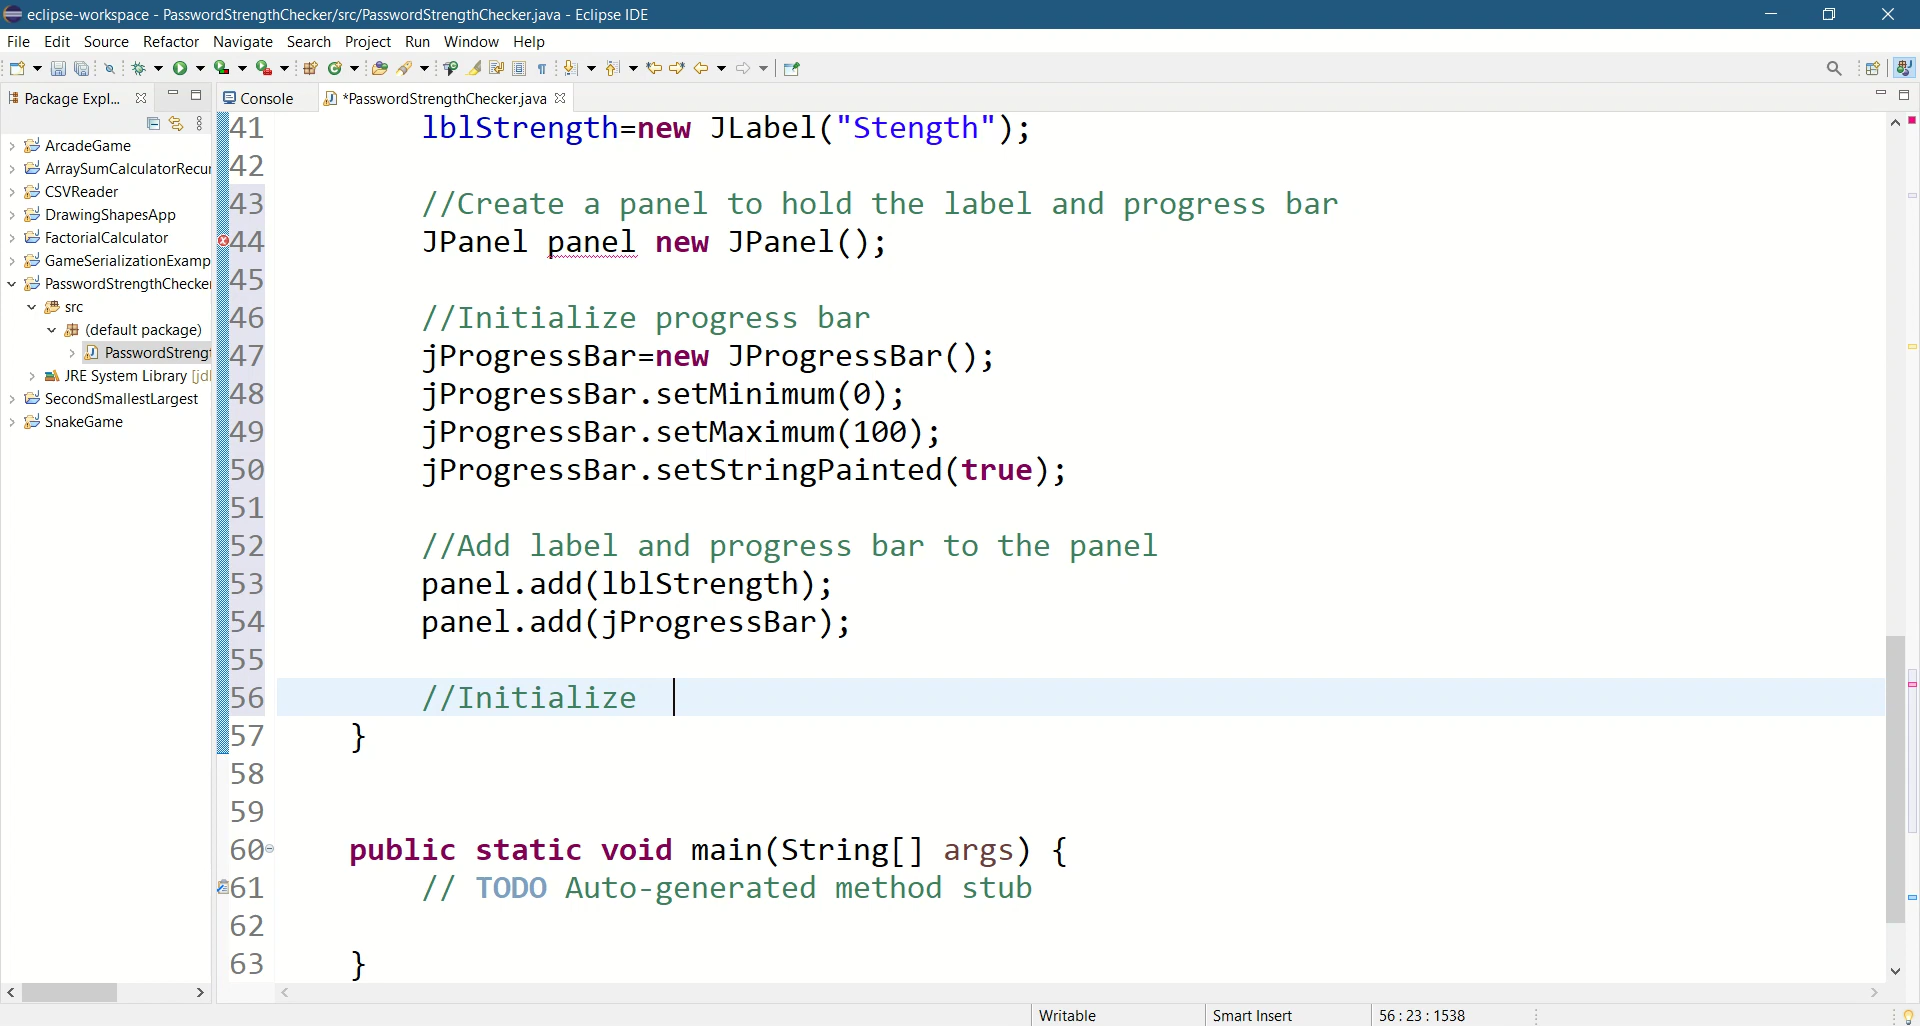 eclipse-workspace - PasswordStrengthChecker/src/PasswordStrengthChecker.java - Eclipse IDE
File Edit Source Refactor Navigate Search Project Run Window Help
Package Expl...
Console
*PasswordStrengthChecker.java
ArcadeGame
ArraySumCalculatorRecur
CSVReader
DrawingShapesApp
FactorialCalculator
GameSerializationExamp
PasswordStrengthChecker
src
(default package)
PasswordStrengt
JRE System Library [jd
SecondSmallestLargest
SnakeGame
41 lblStrength=new JLabel("Stength");
42
43 //Create a panel to hold the label and progress bar
44 JPanel panel new JPanel();
45
46 //Initialize progress bar
47 jProgressBar=new JProgressBar();
48 jProgressBar.setMinimum(0);
49 jProgressBar.setMaximum(100);
50 jProgressBar.setStringPainted(true);
51
52 //Add label and progress bar to the panel
53 panel.add(lblStrength);
54 panel.add(jProgressBar);
55
56 //Initialize
57 }
58
59
60 public static void main(String[] args) {
61 // TODO Auto-generated method stub
62
63 }
Writable
Smart Insert
56 : 23 : 1538